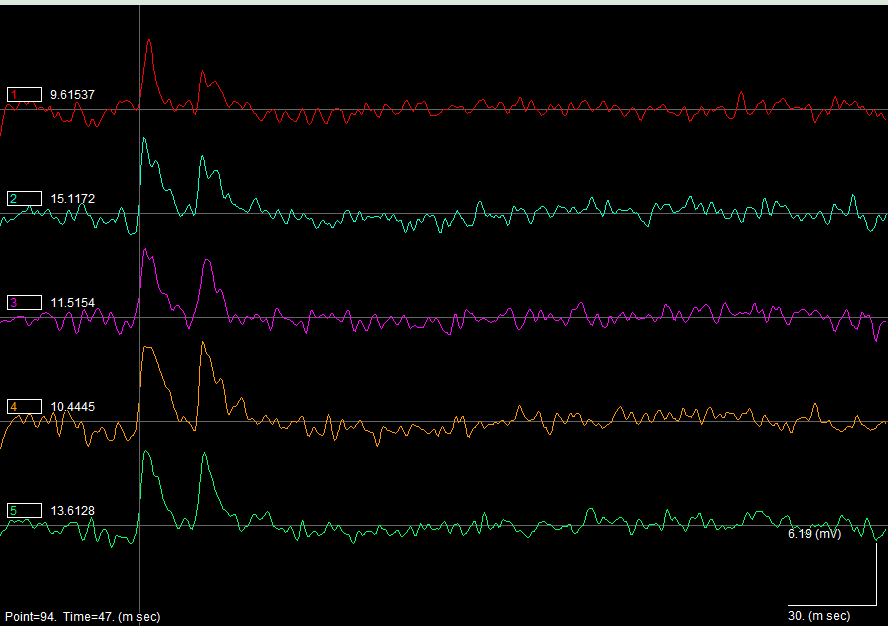 1 9.61537
2 15.1172
3 11.5154
4 10.4445
5 13.6128
6.19 (mV)
30. (m sec)
Point=94. Time=47. (m sec)